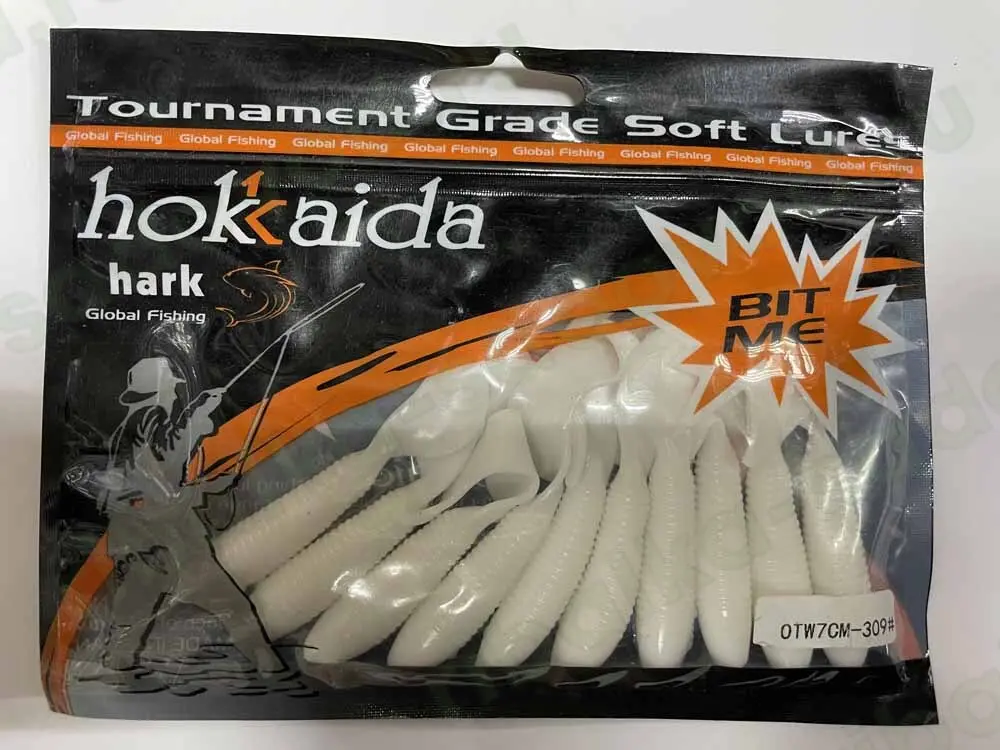 Tournament Grade Soft Lures
Global Fishing Global Fishing Global Fishing Global Fishing Global Fishing Global Fishing Global Fishing Global Fishing
hokkaida
hark
Global Fishing
BIT
ME
OTW7CM-309#